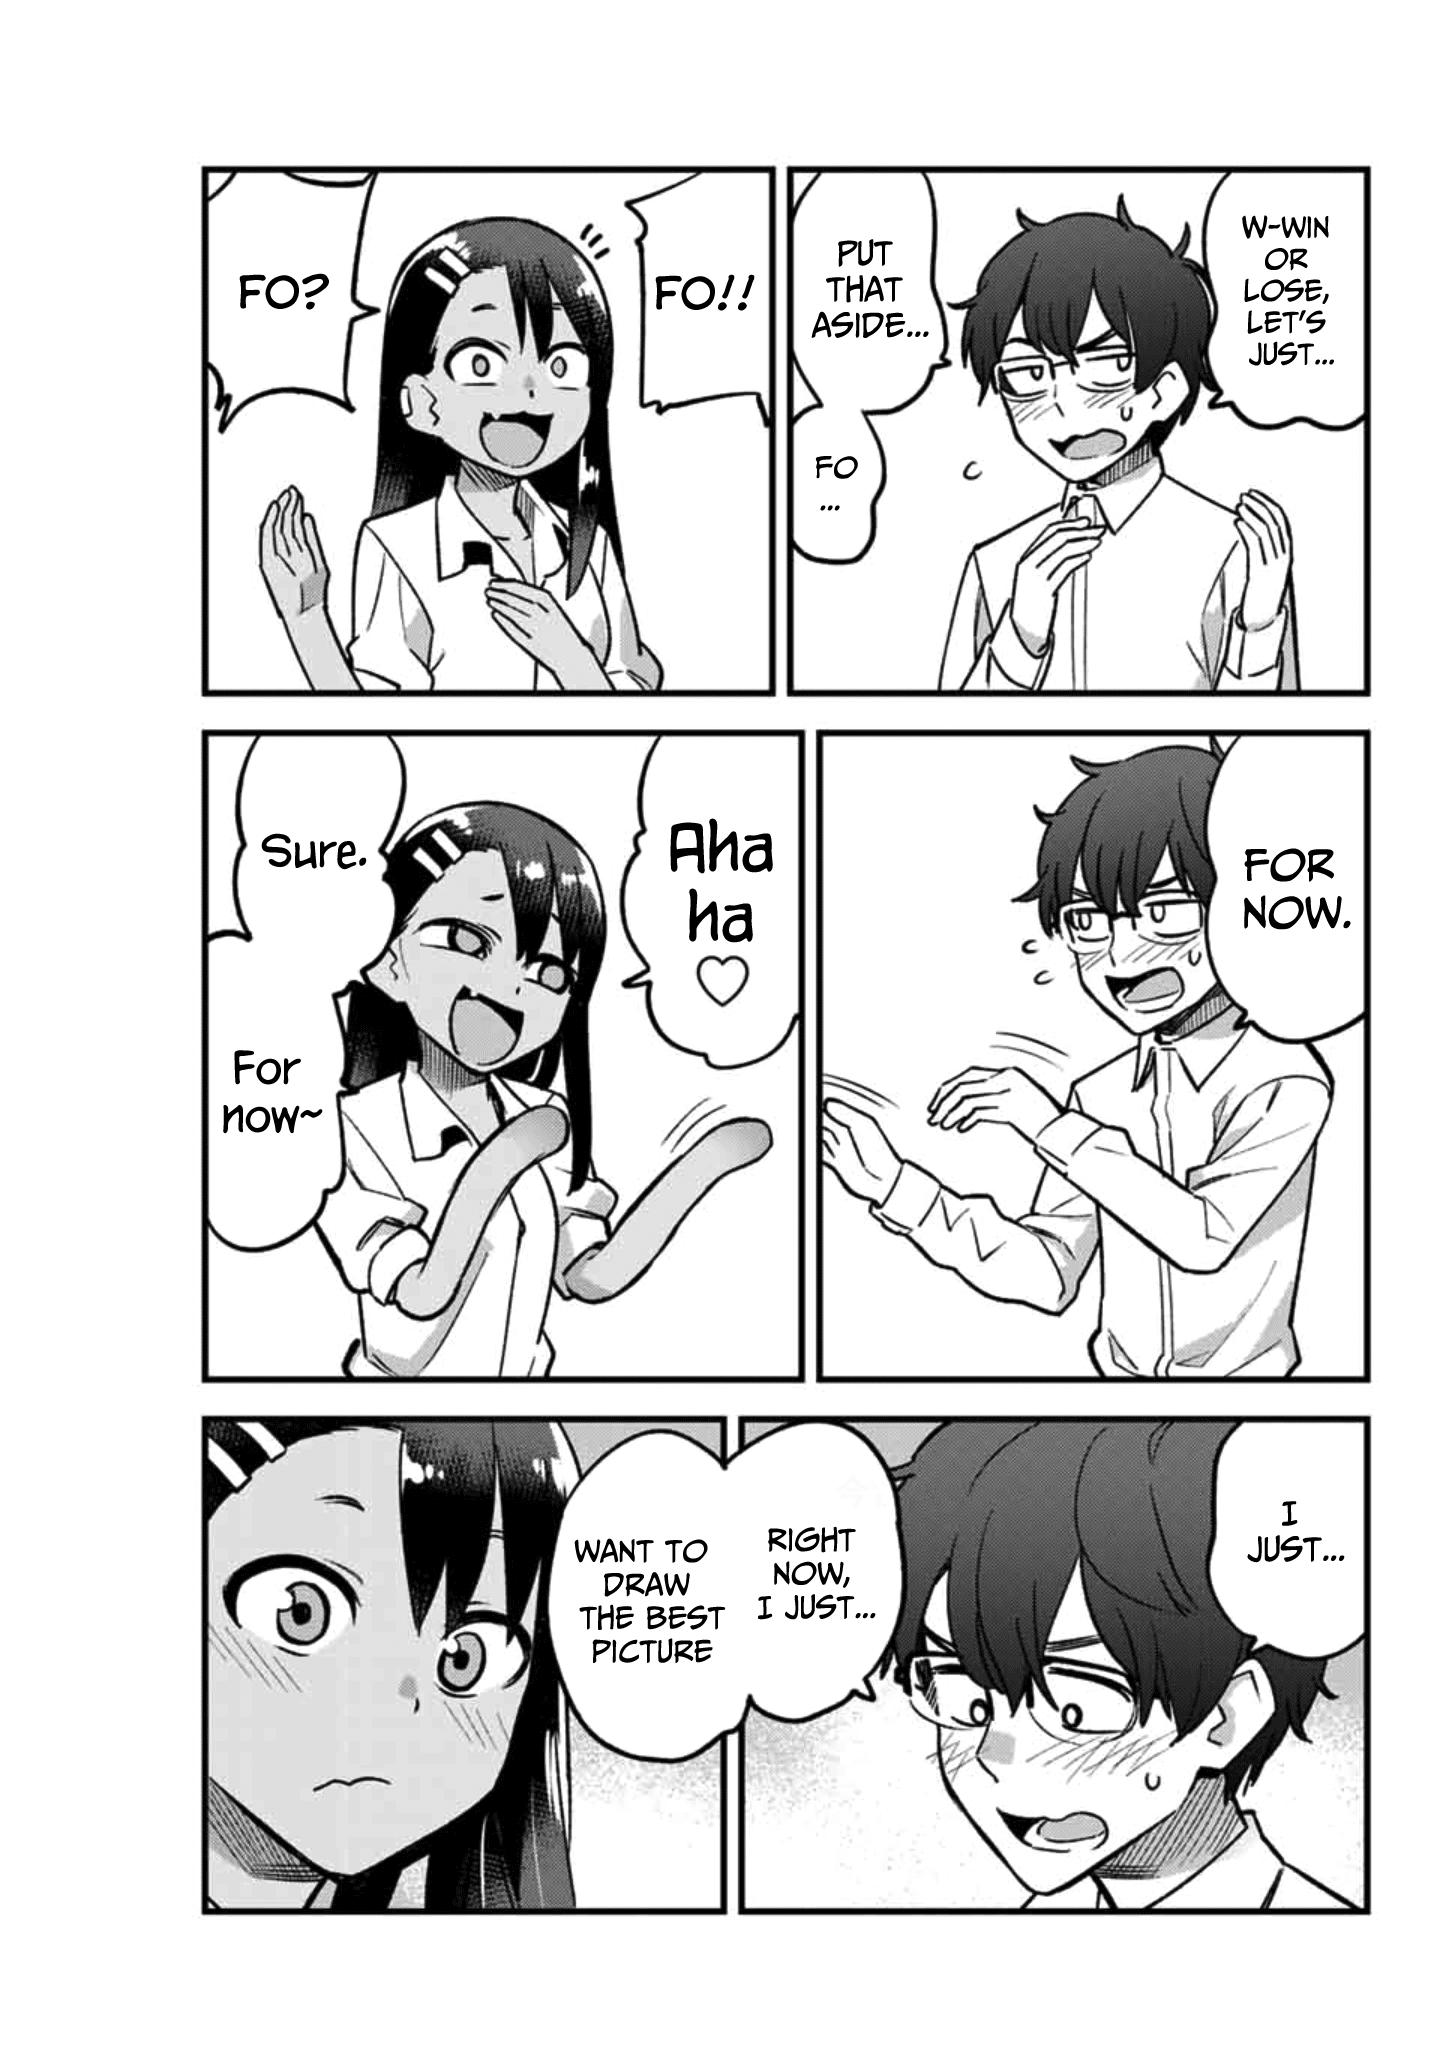 W-WIN
OR
LOSE,
LET'S
JUST...
PUT
THAT
ASIDE...
FO
...
FO!!
FO?
FOR
NOW.
Aha
ha
♡
Sure.
For
now~
I
JUST...
RIGHT
NOW,
I JUST...
WANT TO
DRAW
THE BEST
PICTURE